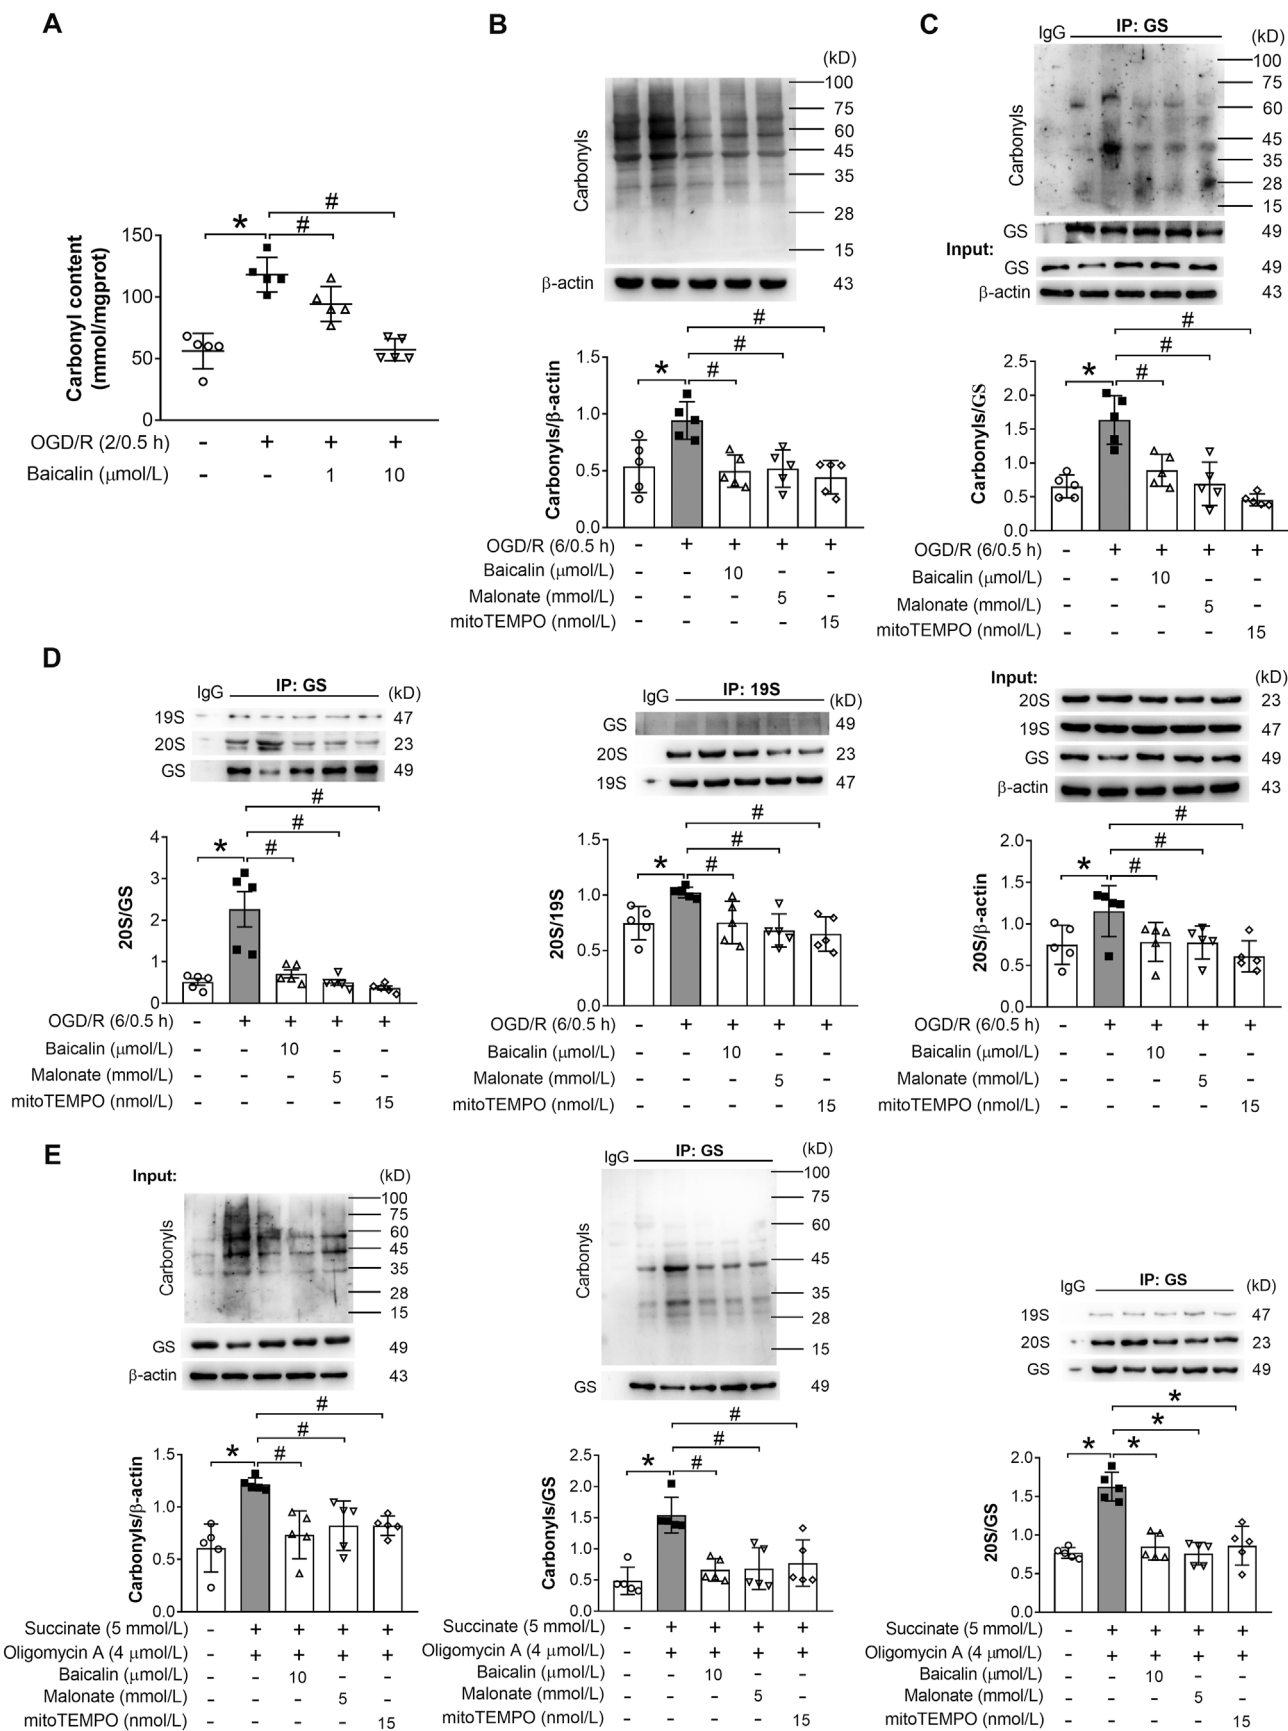 A
150
100
50
0
Carbonyl content
(mmol/mgprot)
* # #
OGD/R (2/0.5 h) - + + +
Baicalin (μmol/L) - - 1 10
B
(kD)
Carbonyls
100
75
60
45
35
28
15
β-actin 43
* # # #
1.5
1.0
0.5
0.0
Carbonyls/β-actin
OGD/R (6/0.5 h) - + + + +
Baicalin (μmol/L) - - 10 - -
Malonate (mmol/L) - - - 5 -
mitoTEMPO (nmol/L) - - - - 15
C
IgG IP: GS (kD)
Carbonyls
100
75
60
45
35
28
15
GS 49
Input:
GS 49
β-actin 43
* # # #
2.5
2.0
1.5
1.0
0.5
0.0
Carbonyls/GS
OGD/R (6/0.5 h) - + + + +
Baicalin (μmol/L) - - 10 - -
Malonate (mmol/L) - - - 5 -
mitoTEMPO (nmol/L) - - - - 15
D
IgG IP: GS (kD)
19S 47
20S 23
GS 49
* # # #
4
3
2
1
0
20S/GS
OGD/R (6/0.5 h) - + + + +
Baicalin (μmol/L) - - 10 - -
Malonate (mmol/L) - - - 5 -
mitoTEMPO (nmol/L) - - - - 15
IgG IP: 19S (kD)
GS 49
20S 23
19S 47
* # # #
1.5
1.0
0.5
0.0
20S/19S
OGD/R (6/0.5 h) - + + + +
Baicalin (μmol/L) - - 10 - -
Malonate (mmol/L) - - - 5 -
mitoTEMPO (nmol/L) - - - - 15
Input: (kD)
20S 23
19S 47
GS 49
β-actin 43
* # # #
2.0
1.5
1.0
0.5
0.0
20S/β-actin
OGD/R (6/0.5 h) - + + + +
Baicalin (μmol/L) - - 10 - -
Malonate (mmol/L) - - - 5 -
mitoTEMPO (nmol/L) - - - - 15
E
Input: (kD)
Carbonyls
100
75
60
45
35
28
15
GS 49
β-actin 43
* # # #
1.5
1.0
0.5
0.0
Carbonyls/β-actin
Succinate (5 mmol/L) - + + + +
Oligomycin A (4 μmol/L) - + + + +
Baicalin (μmol/L) - - 10 - -
Malonate (mmol/L) - - - 5 -
mitoTEMPO (nmol/L) - - - - 15
IgG IP: GS (kD)
Carbonyls
100
75
60
45
35
28
15
GS 49
* # # #
2.5
2.0
1.5
1.0
0.5
0.0
Carbonyls/GS
Succinate (5 mmol/L) - + + + +
Oligomycin A (4 μmol/L) - + + + +
Baicalin (μmol/L) - - 10 - -
Malonate (mmol/L) - - - 5 -
mitoTEMPO (nmol/L) - - - - 15
IgG IP: GS (kD)
19S 47
20S 23
GS 49
* * * *
2.0
1.5
1.0
0.5
0.0
20S/GS
Succinate (5 mmol/L) - + + + +
Oligomycin A (4 μmol/L) - + + + +
Baicalin (μmol/L) - - 10 - -
Malonate (mmol/L) - - - 5 -
mitoTEMPO (nmol/L) - - - - 15